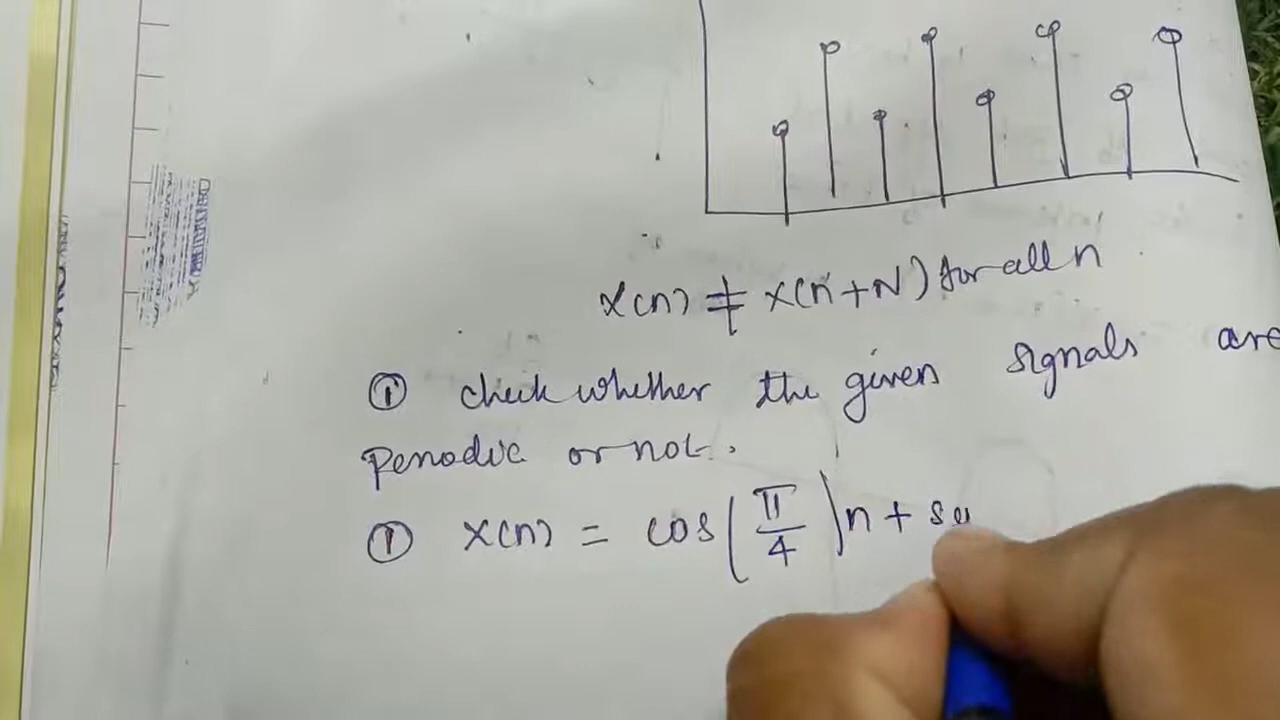 x(n) ≠ x(n+N) for all n
① check whether the given signals are
periodic or not.
① x(n) = cos(π/4)n +